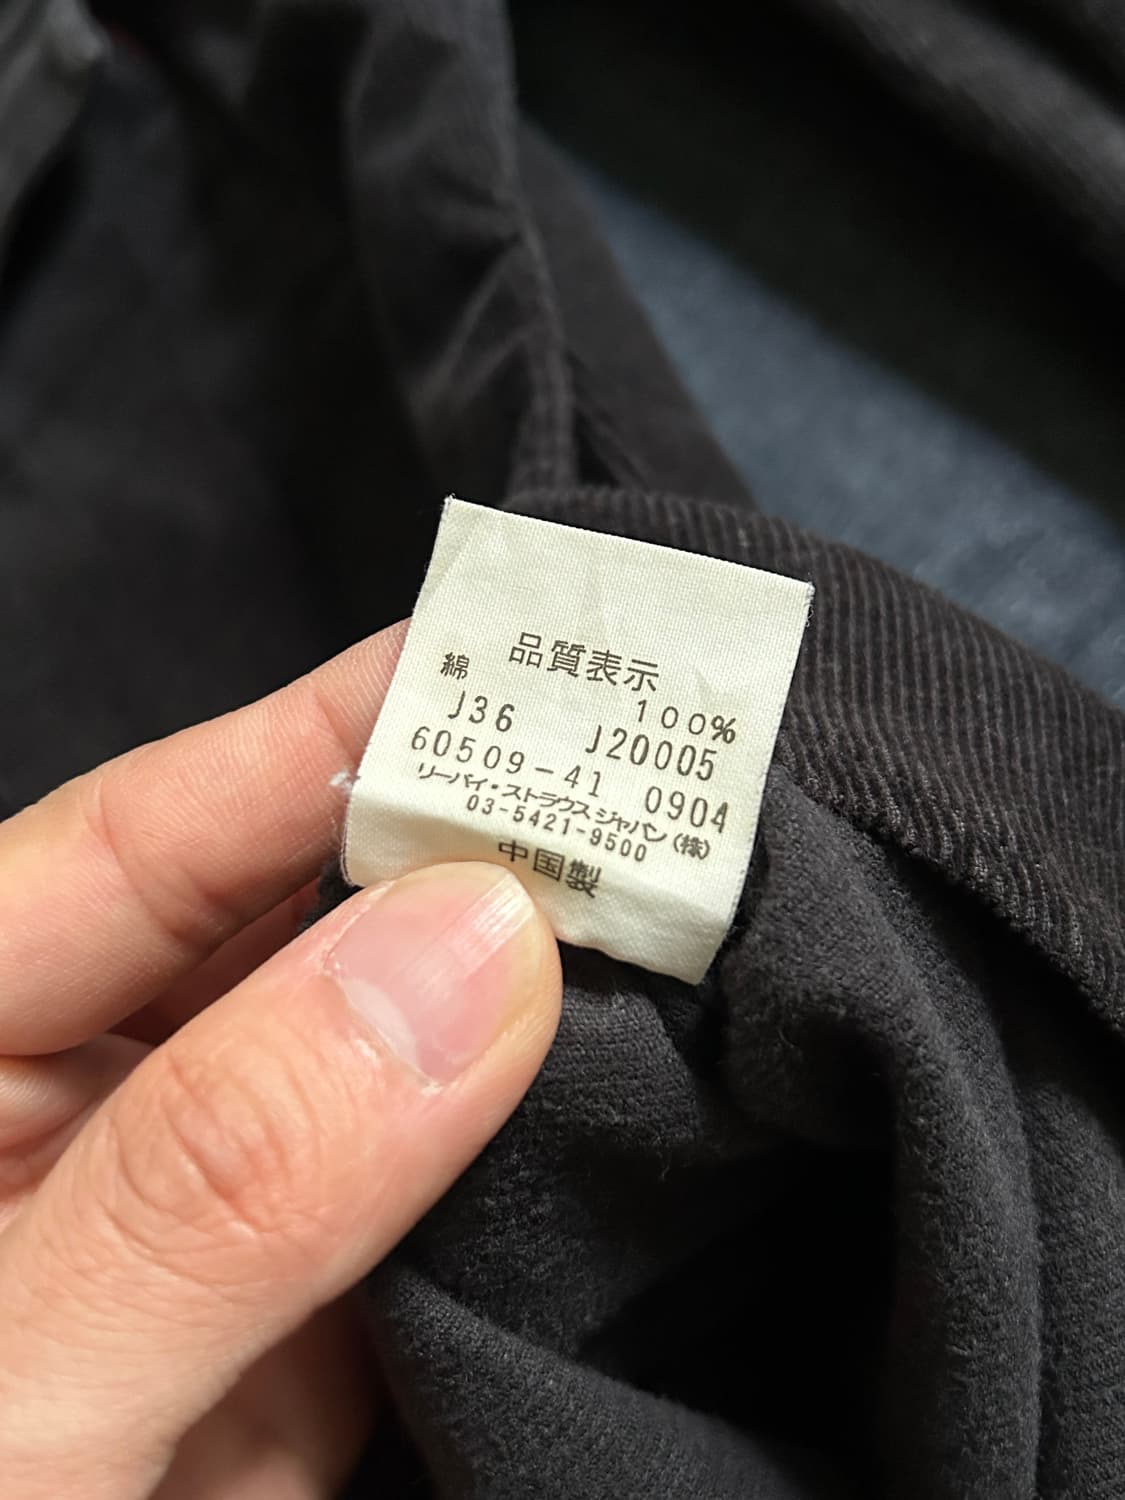 品質表示
綿 100%
J36 J20005
60509-41 0904
リーバイ・ストラウス ジャパン(株)
03-5421-9500
中国製